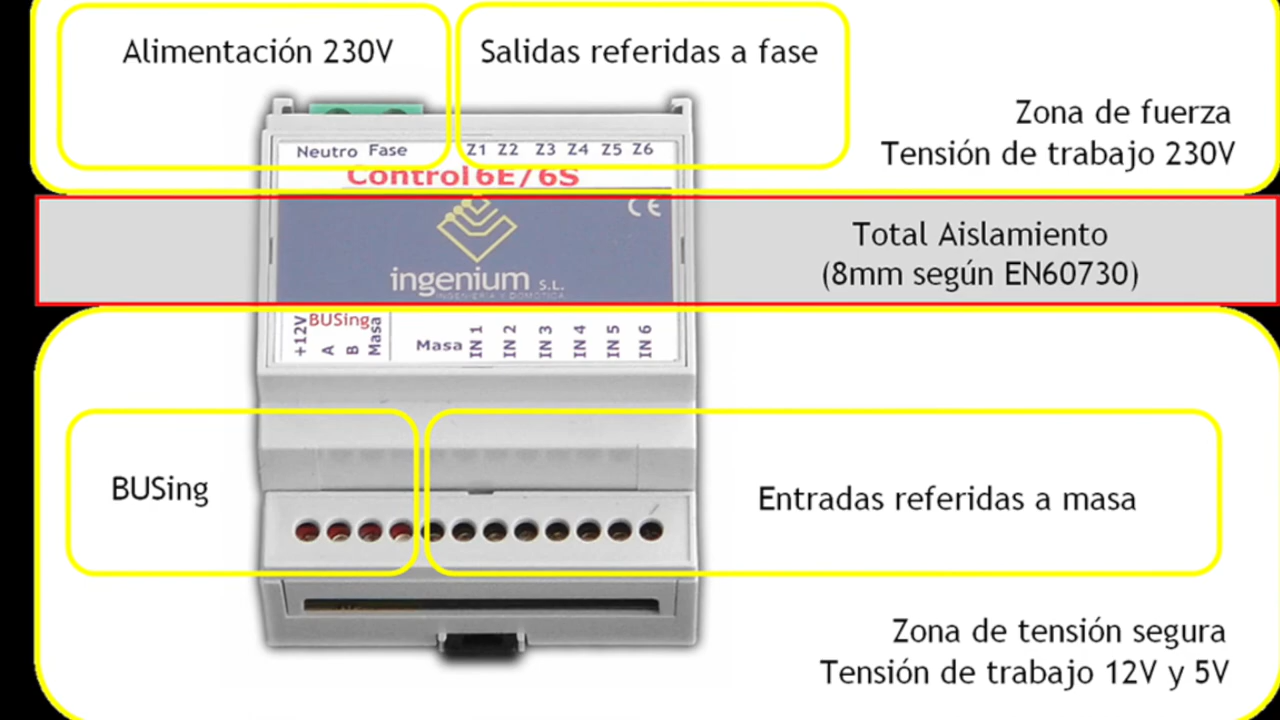 Alimentación 230V
Salidas referidas a fase
Zona de fuerza
Tensión de trabajo 230V
Neutro Fase
Z1 Z2 Z3 Z4 Z5 Z6
Control 6E/6S
CE
Total Aislamiento
(8mm según EN60730)
ingenium S.L.
INGENIERIA Y DOMOTICA
+12V
BUSing
A
B
Masa
Masa
IN 1
IN 2
IN 3
IN 4
IN 5
IN 6
BUSing
Entradas referidas a masa
Zona de tensión segura
Tensión de trabajo 12V y 5V